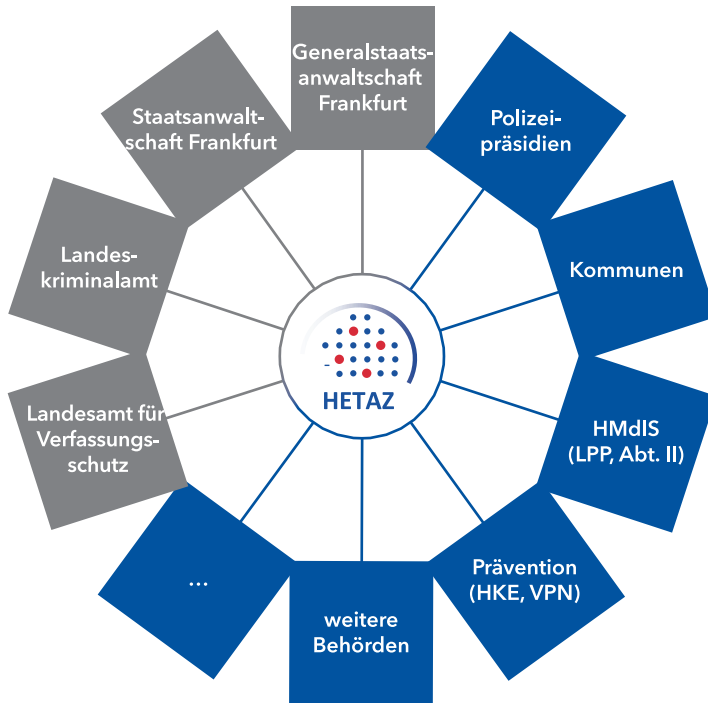 Generalstaats-
anwaltschaft
Frankfurt
Polizei-
präsidien
Kommunen
HMdIS
(LPP, Abt. II)
Prävention
(HKE, VPN)
weitere
Behörden
...
Landesamt für
Verfassungs-
schutz
Landes-
kriminalamt
Staatsanwalt-
schaft Frankfurt
HETAZ